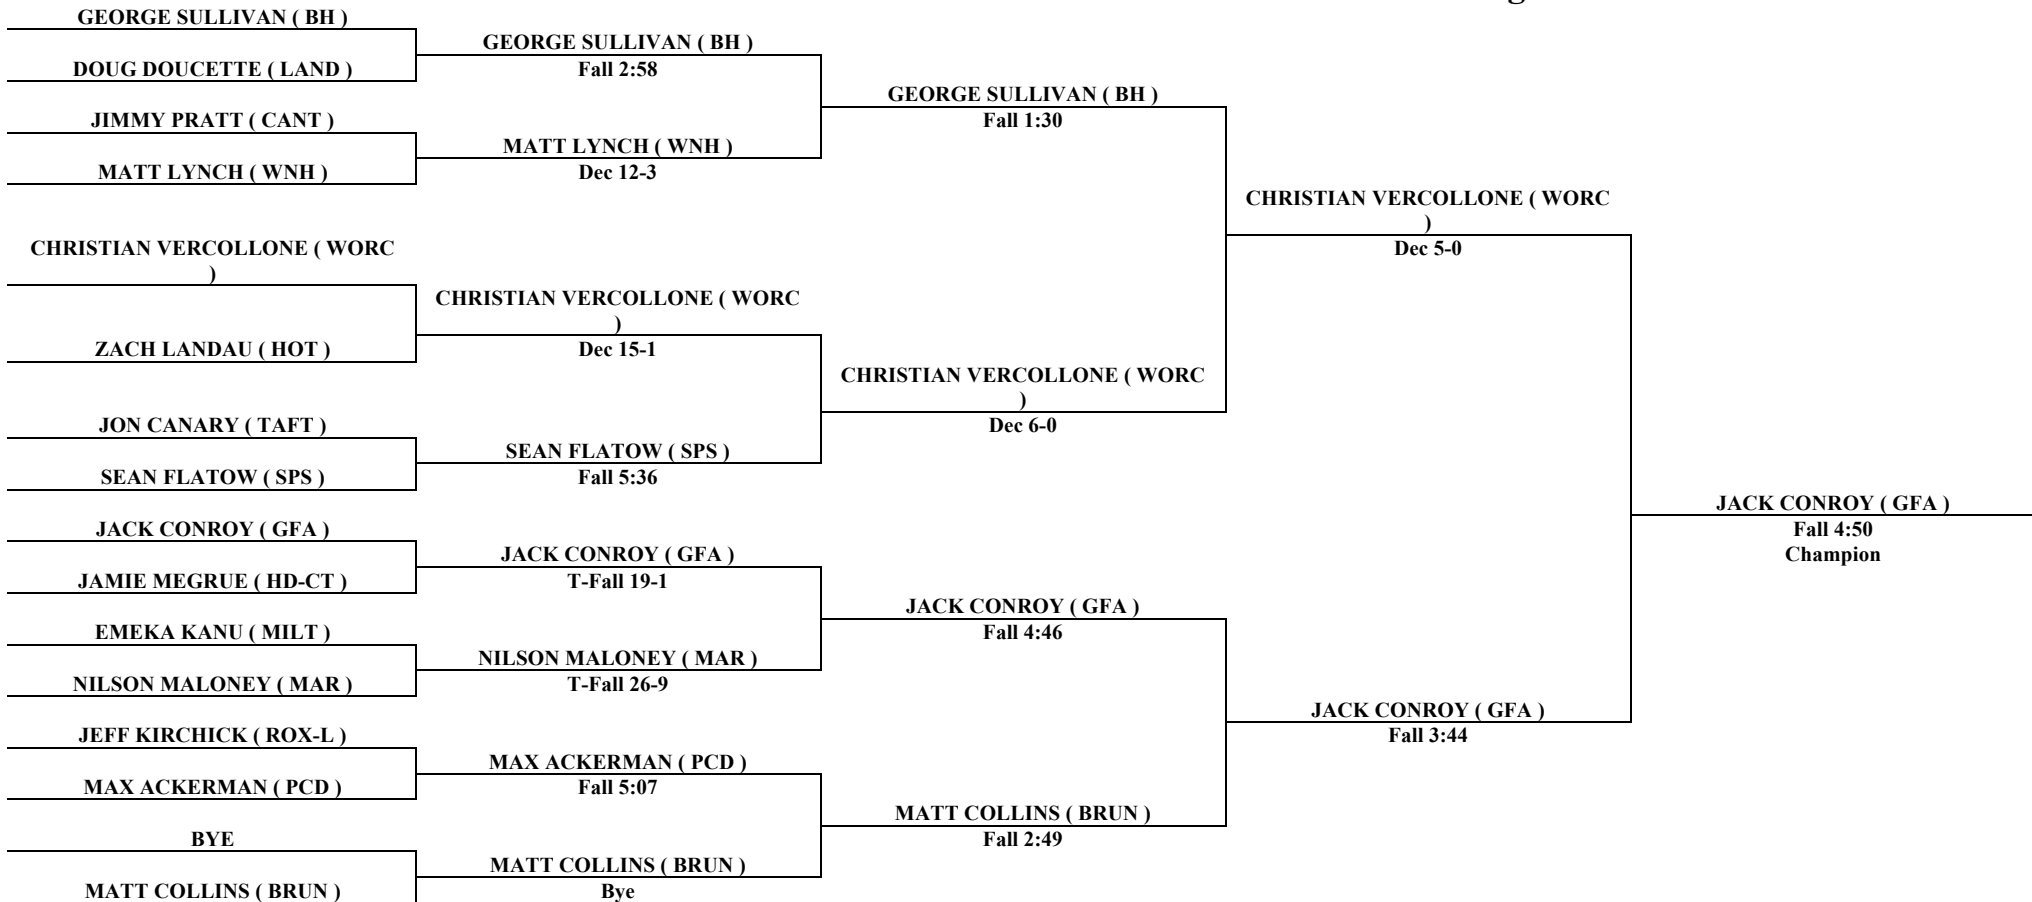 GEORGE SULLIVAN ( BH )
DOUG DOUCETTE ( LAND )
JIMMY PRATT ( CANT )
MATT LYNCH ( WNH )
CHRISTIAN VERCOLLONE ( WORC
)
ZACH LANDAU ( HOT )
JON CANARY ( TAFT )
SEAN FLATOW ( SPS )
JACK CONROY ( GFA )
JAMIE MEGRUE ( HD-CT )
EMEKA KANU ( MILT )
NILSON MALONEY ( MAR )
JEFF KIRCHICK ( ROX-L )
MAX ACKERMAN ( PCD )
BYE
MATT COLLINS ( BRUN )
GEORGE SULLIVAN ( BH )
Fall 2:58
MATT LYNCH ( WNH )
Dec 12-3
CHRISTIAN VERCOLLONE ( WORC
)
Dec 15-1
SEAN FLATOW ( SPS )
Fall 5:36
JACK CONROY ( GFA )
T-Fall 19-1
NILSON MALONEY ( MAR )
T-Fall 26-9
MAX ACKERMAN ( PCD )
Fall 5:07
MATT COLLINS ( BRUN )
Bye
GEORGE SULLIVAN ( BH )
Fall 1:30
CHRISTIAN VERCOLLONE ( WORC
)
Dec 6-0
JACK CONROY ( GFA )
Fall 4:46
MATT COLLINS ( BRUN )
Fall 2:49
CHRISTIAN VERCOLLONE ( WORC
)
Dec 5-0
JACK CONROY ( GFA )
Fall 3:44
JACK CONROY ( GFA )
Fall 4:50
Champion